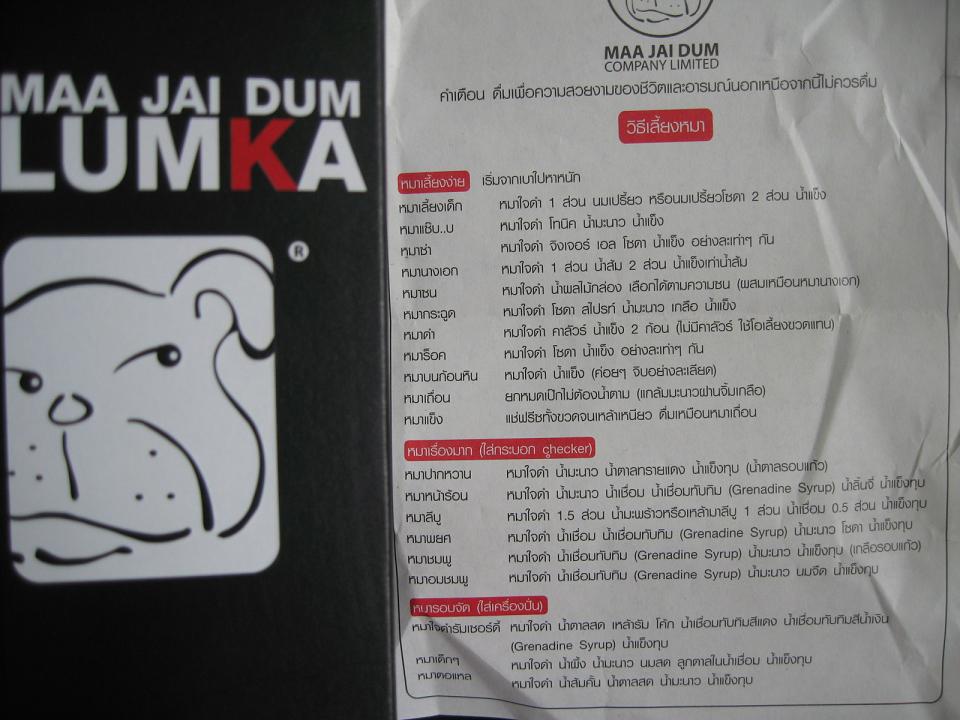 MAA JAI DUM
LUMKA
®
MAA JAI DUM
COMPANY LIMITED
คำเตือน ดื่มเพื่อความสวยงามของชีวิตและอารมณ์นอกเหนือจากนี้ไม่ควรดื่ม
วิธีเลี้ยงหมา
หมาเลี้ยงง่าย เริ่มจากเบาไปหาหนัก
หมาเลี้ยงเด็ก หมาใจดำ 1 ส่วน นมเปรี้ยว หรือนมเปรี้ยวโซดา 2 ส่วน น้ำแข็ง
หมาแซ๊บ..บ หมาใจดำ โทนิค น้ำมะนาว น้ำแข็ง
หมาซ่า หมาใจดำ จิงเจอร์ เอล โซดา น้ำแข็ง อย่างละเท่าๆ กัน
หมานางเอก หมาใจดำ 1 ส่วน น้ำส้ม 2 ส่วน น้ำแข็งเท่าน้ำส้ม
หมาชน หมาใจดำ น้ำผลไม้กล่อง เลือกได้ตามความชน (ผสมเหมือนหมานางเอก)
หมากระฉูด หมาใจดำ โซดา สไปรท์ น้ำมะนาว เกลือ น้ำแข็ง
หมาดำ หมาใจดำ คาลัวร์ น้ำแข็ง 2 ก้อน (ไม่มีคาลัวร์ ใช้โอเลี้ยงขวดแทน)
หมาร็อค หมาใจดำ โซดา น้ำแข็ง อย่างละเท่าๆ กัน
หมาบนก้อนหิน หมาใจดำ น้ำแข็ง (ค่อยๆ จิบอย่างละเลียด)
หมาเถื่อน ยกหมดเป๊กไม่ต้องน้ำตาม (แกล้มมะนาวฝานจิ้มเกลือ)
หมาแข็ง แช่ฟรีซทั้งขวดจนเหล้าเหนียว ดื่มเหมือนหมาเถื่อน
หมาเรื่องมาก (ใส่กระบอก checker)
หมาปากหวาน หมาใจดำ น้ำมะนาว น้ำตาลทรายแดง น้ำแข็งทุบ (น้ำตาลรอบแก้ว)
หมาหน้าร้อน หมาใจดำ น้ำมะนาว น้ำเชื่อม น้ำเชื่อมทับทิม (Grenadine Syrup) น้ำลิ้นจี่ น้ำแข็งทุบ
หมาลีบู หมาใจดำ 1.5 ส่วน น้ำมะพร้าวหรือเหล้ามาลีบู 1 ส่วน น้ำเชื่อม 0.5 ส่วน น้ำแข็งทุบ
หมาพยศ หมาใจดำ น้ำเชื่อม น้ำเชื่อมทับทิม (Grenadine Syrup) น้ำมะนาว โซดา น้ำแข็งทุบ
หมาชมพู หมาใจดำ น้ำเชื่อมทับทิม (Grenadine Syrup) น้ำมะนาว น้ำแข็งทุบ (เกลือรอบแก้ว)
หมาอมชมพู หมาใจดำ น้ำเชื่อมทับทิม (Grenadine Syrup) น้ำมะนาว นมจืด น้ำแข็งทุบ
หมารอบจัด (ใส่เครื่องปั่น)
หมาใจดำรัมเชอร์ดี้ หมาใจดำ น้ำตาลสด เหล้ารัม โค้ก น้ำเชื่อมทับทิมสีแดง น้ำเชื่อมทับทิมสีน้ำเงิน
(Grenadine Syrup) น้ำแข็งทุบ
หมาเด็กๆ หมาใจดำ น้ำผึ้ง น้ำมะนาว นมสด ลูกตาลในน้ำเชื่อม น้ำแข็งทุบ
หมาตอแหล หมาใจดำ น้ำส้มคั้น น้ำตาลสด น้ำมะนาว น้ำแข็งทุบ